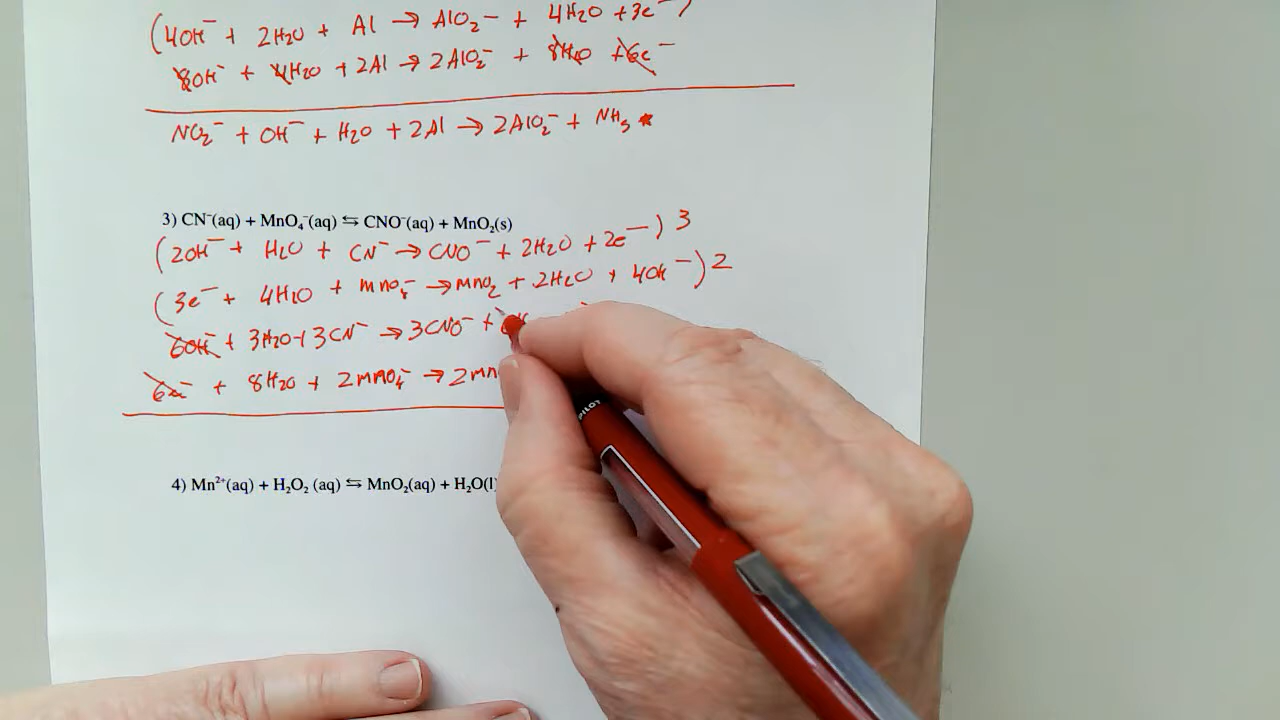 (4OH⁻ + 2H₂O + Al → AlO₂⁻ + 4H₂O + 3e⁻)
8OH⁻ + 4H₂O + 2Al → 2AlO₂⁻ + 8H₂O + 6e⁻
NO₂⁻ + OH⁻ + H₂O + 2Al → 2AlO₂⁻ + NH₃
3) CN⁻(aq) + MnO₄⁻(aq) ⇆ CNO⁻(aq) + MnO₂(s)
(2OH⁻ + H₂O + CN⁻ → CNO⁻ + 2H₂O + 2e⁻) 3
(3e⁻ + 4H₂O + MnO₄⁻ → MnO₂ + 2H₂O + 4OH⁻) 2
6OH⁻ + 3H₂O + 3CN⁻ → 3CNO⁻ +
6e⁻ + 8H₂O + 2MnO₄⁻ → 2Mn
4) Mn²⁺(aq) + H₂O₂ (aq) ⇆ MnO₂(aq) + H₂O(l)
PILOT